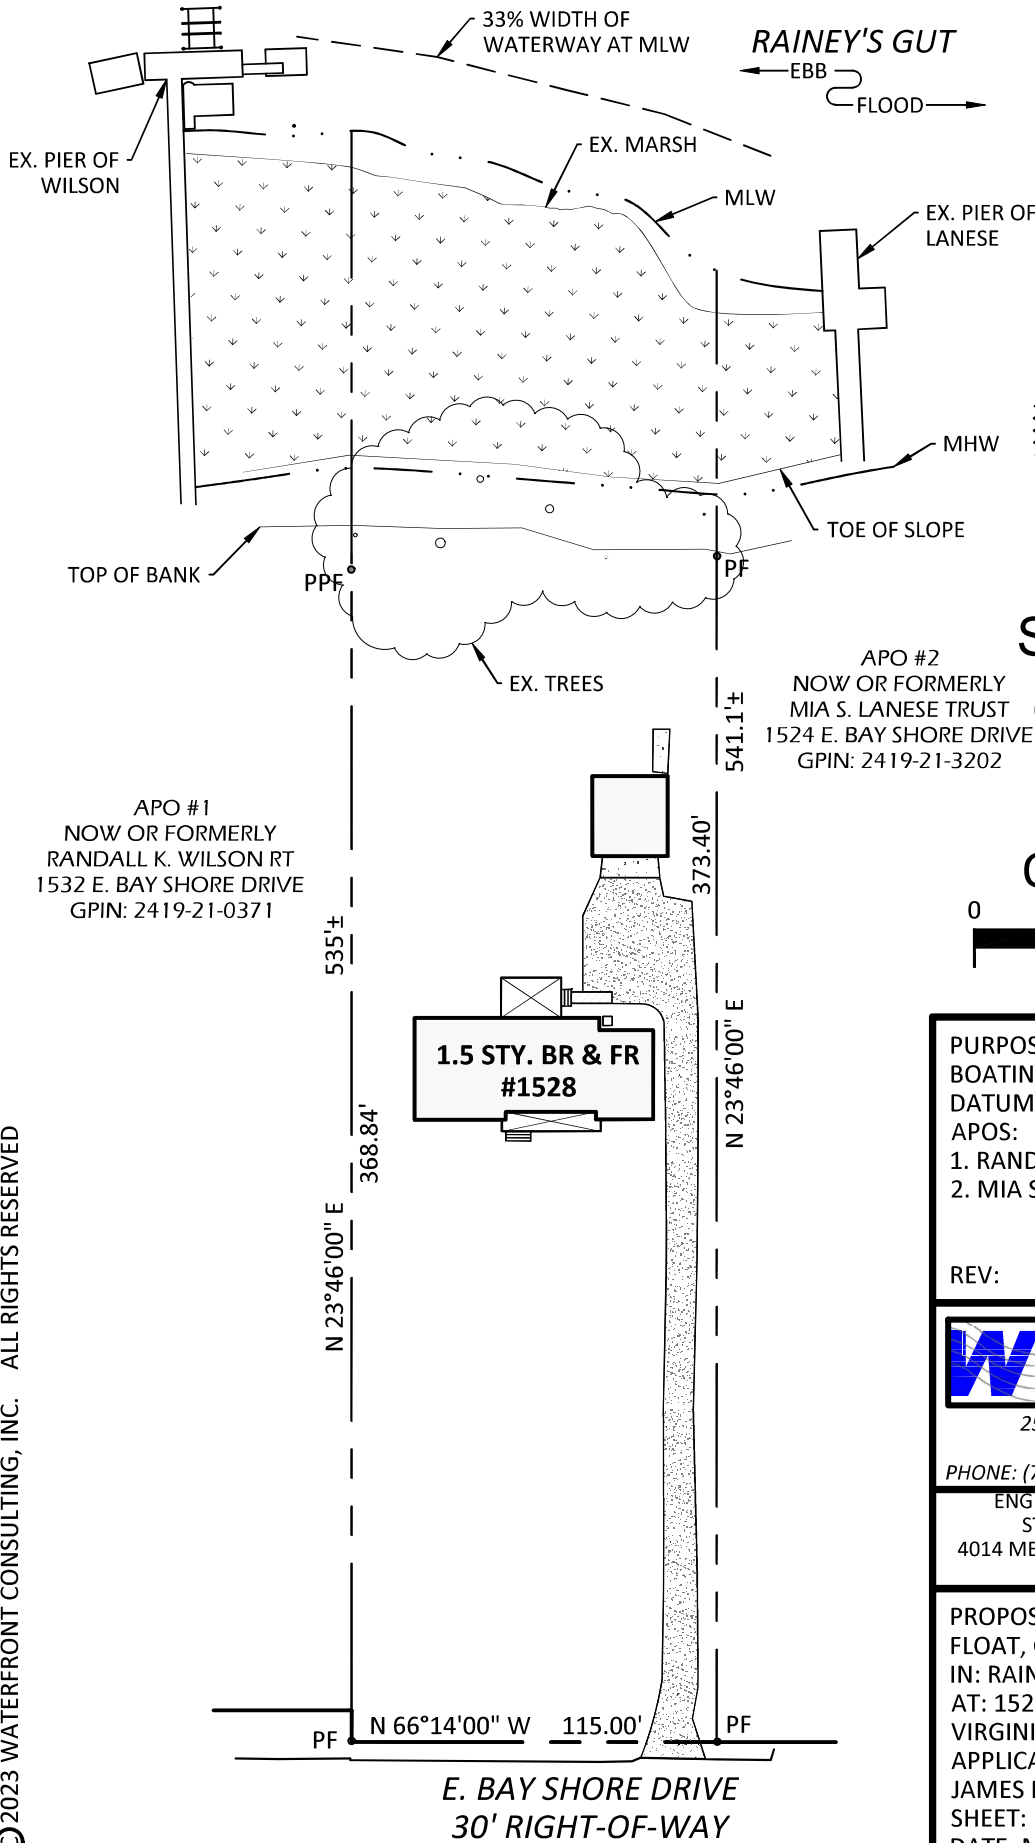 33% WIDTH OF
WATERWAY AT MLW
RAINEY'S GUT
EBB
FLOOD
EX. PIER OF
WILSON
EX. MARSH
MLW
EX. PIER OF
LANESE
MHW
TOE OF SLOPE
TOP OF BANK
PPF
PF
EX. TREES
APO #2
NOW OR FORMERLY
MIA S. LANESE TRUST
1524 E. BAY SHORE DRIVE
GPIN: 2419-21-3202
541.1'±
373.40'
N 23°46'00" E
APO #1
NOW OR FORMERLY
RANDALL K. WILSON RT
1532 E. BAY SHORE DRIVE
GPIN: 2419-21-0371
535'±
368.84'
N 23°46'00" E
1.5 STY. BR & FR
#1528
0
PURPOS
BOATIN
DATUM
APOS:
1. RAND
2. MIA S
REV:
W
25
PHONE: (7
ENG
ST
4014 ME
PROPOS
FLOAT,
IN: RAIN
AT: 152
VIRGINI
APPLICA
JAMES
SHEET:
PF
N 66°14'00" W 115.00'
PF
E. BAY SHORE DRIVE
30' RIGHT-OF-WAY
©2023 WATERFRONT CONSULTING, INC. ALL RIGHTS RESERVED